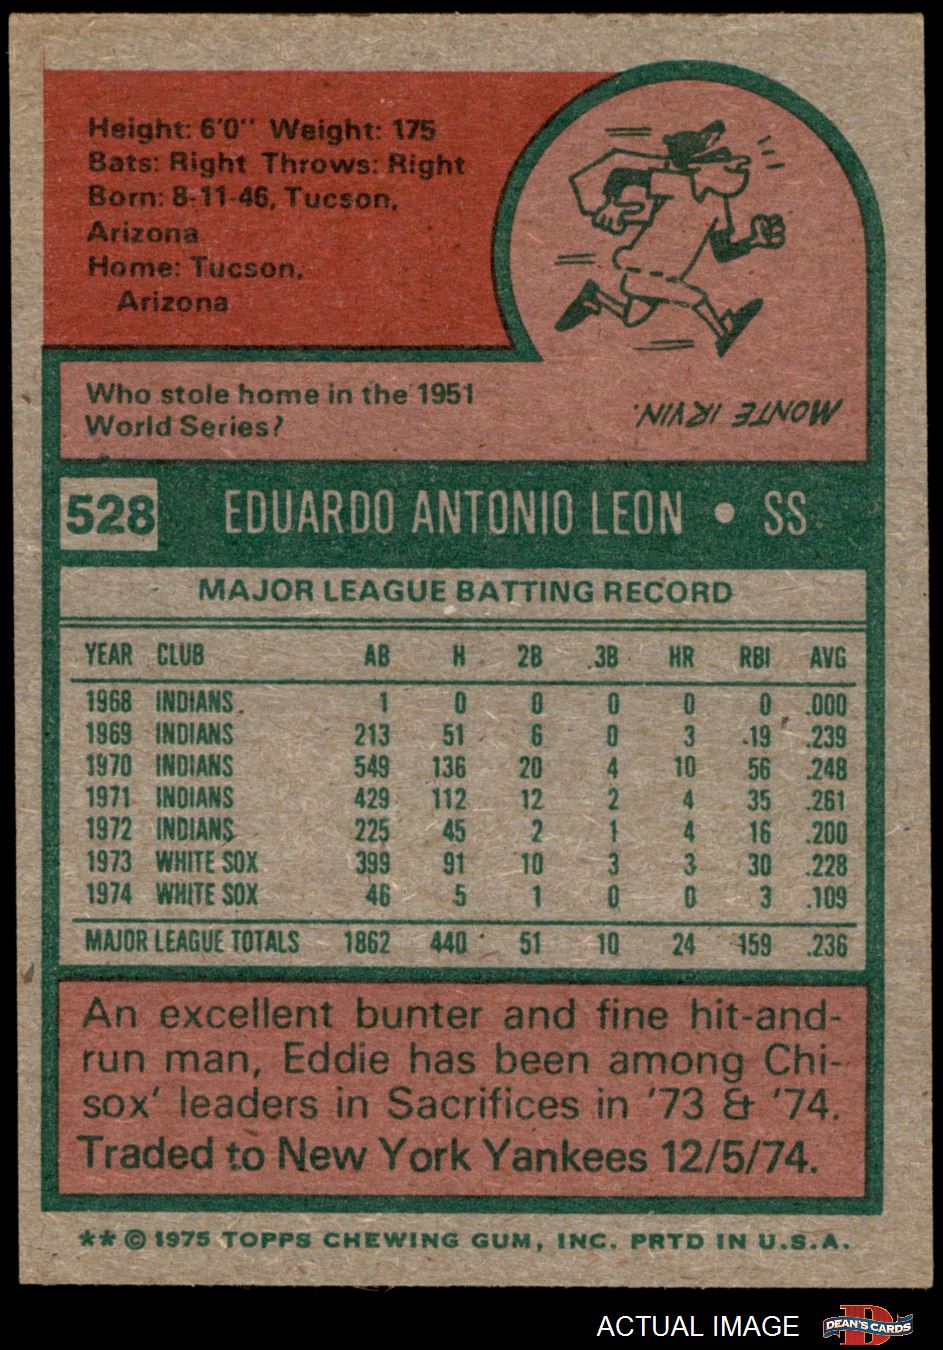 Height: 6'0" Weight: 175
Bats: Right Throws: Right
Born: 8-11-46, Tucson,
Arizona
Home: Tucson,
Arizona
Who stole home in the 1951
World Series?
MONTE IRVIN.
528 EDUARDO ANTONIO LEON • SS
MAJOR LEAGUE BATTING RECORD
YEAR CLUB AB H 2B 3B HR RBI AVG
1968 INDIANS 1 0 0 0 0 0 .000
1969 INDIANS 213 51 6 0 3 19 .239
1970 INDIANS 549 136 20 4 10 56 .248
1971 INDIANS 429 112 12 2 4 35 .261
1972 INDIANS 225 45 2 1 4 16 .200
1973 WHITE SOX 399 91 10 3 3 30 .228
1974 WHITE SOX 46 5 1 0 0 3 .109
MAJOR LEAGUE TOTALS 1862 440 51 10 24 159 .236
An excellent bunter and fine hit-and-
run man, Eddie has been among Chi-
sox' leaders in Sacrifices in '73 & '74.
Traded to New York Yankees 12/5/74.
** © 1975 TOPPS CHEWING GUM, INC. PRTD IN U.S.A.
ACTUAL IMAGE DEAN'S CARDS